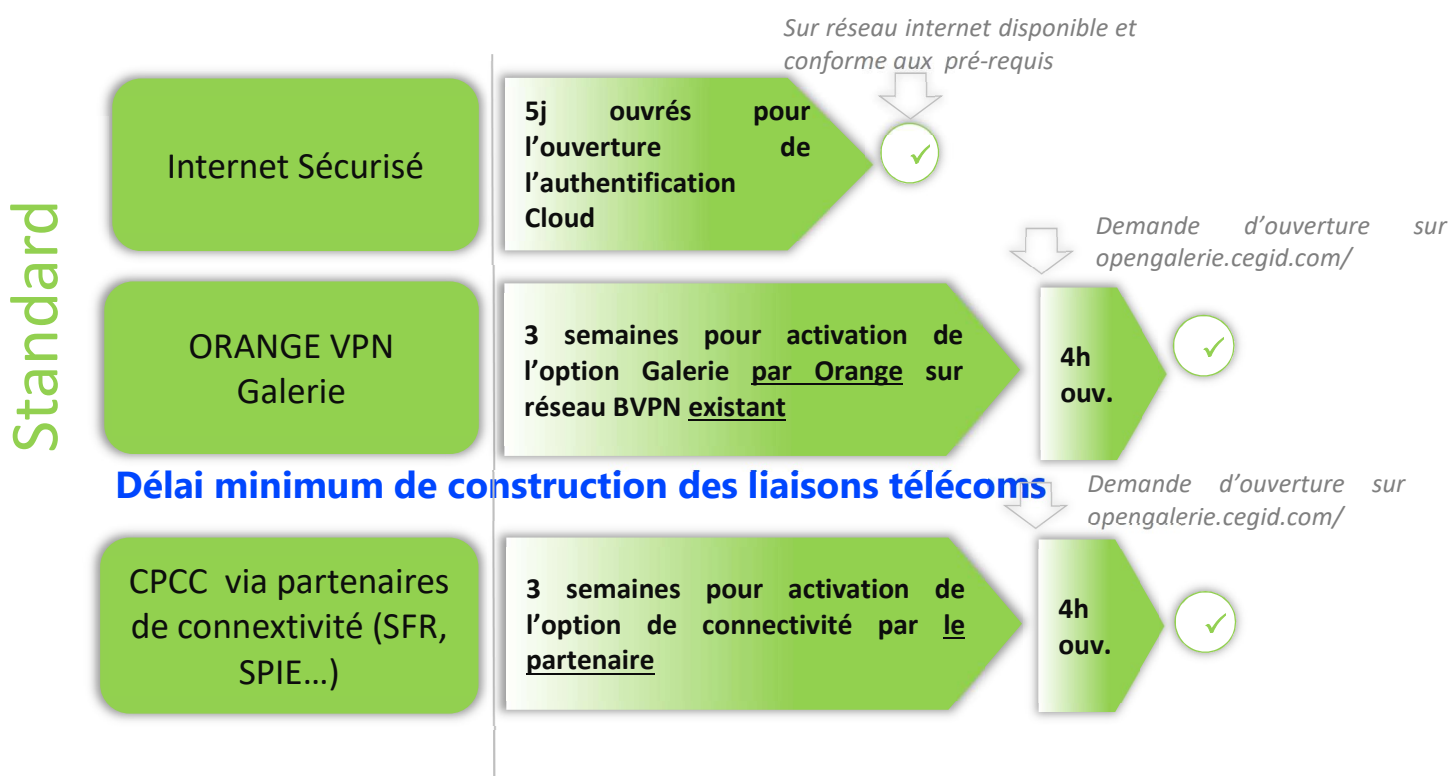 Standard
Sur réseau internet disponible et
conforme aux pré-requis
Internet Sécurisé
5j ouvrés pour
l’ouverture de
l’authentification
Cloud
Demande d’ouverture sur
opengalerie.cegid.com/
ORANGE VPN
Galerie
3 semaines pour activation de
l’option Galerie par Orange sur
réseau BVPN existant
4h
ouv.
Délai minimum de construction des liaisons télécoms
Demande d’ouverture sur
opengalerie.cegid.com/
CPCC via partenaires
de connextivité (SFR,
SPIE…)
3 semaines pour activation de
l’option de connectivité par le
partenaire
4h
ouv.